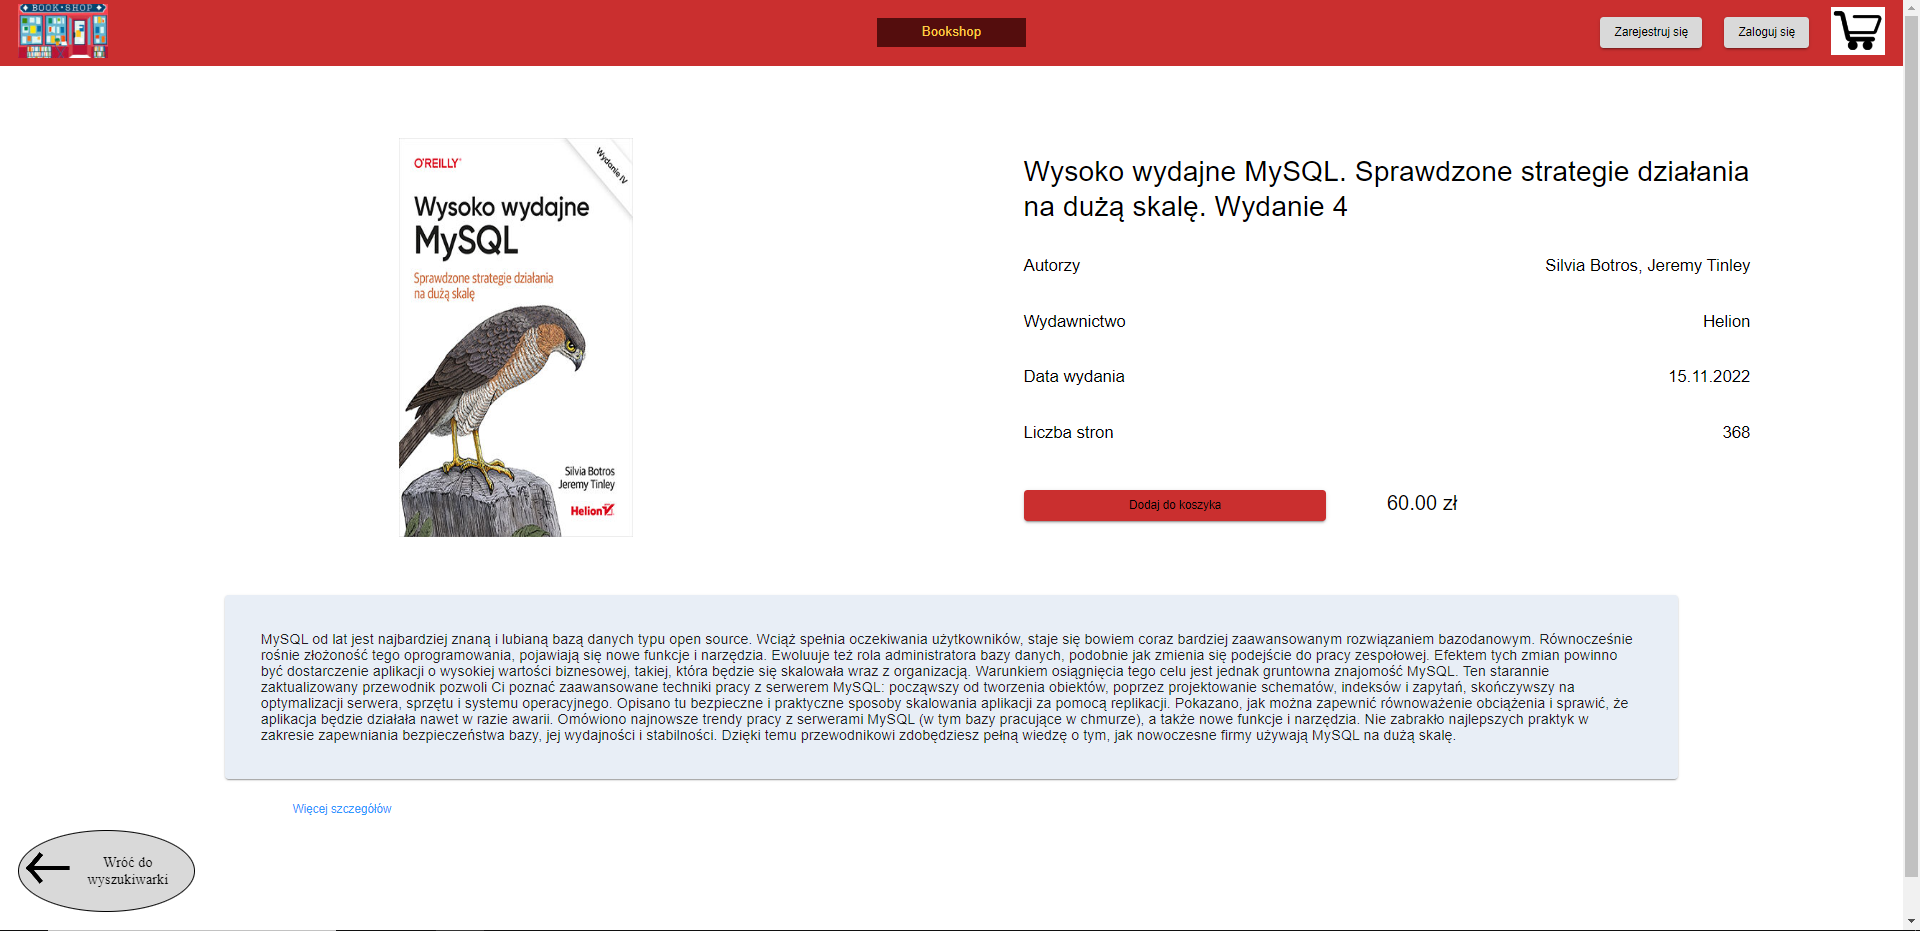 BOOK·SHOP
Bookshop
Zarejestruj się
Zaloguj się
O'REILLY
Wydanie IV
Wysoko wydajne
MySQL
Sprawdzone strategie działania
na dużą skalę
Silvia Botros
Jeremy Tinley
Helion
Wysoko wydajne MySQL. Sprawdzone strategie działania
na dużą skalę. Wydanie 4
Autorzy Silvia Botros, Jeremy Tinley
Wydawnictwo Helion
Data wydania 15.11.2022
Liczba stron 368
Dodaj do koszyka 60.00 zł
MySQL od lat jest najbardziej znaną i lubianą bazą danych typu open source. Wciąż spełnia oczekiwania użytkowników, staje się bowiem coraz bardziej zaawansowanym rozwiązaniem bazodanowym. Równocześnie
rośnie złożoność tego oprogramowania, pojawiają się nowe funkcje i narzędzia. Ewoluuje też rola administratora bazy danych, podobnie jak zmienia się podejście do pracy zespołowej. Efektem tych zmian powinno
być dostarczenie aplikacji o wysokiej wartości biznesowej, takiej, która będzie się skalowała wraz z organizacją. Warunkiem osiągnięcia tego celu jest jednak gruntowna znajomość MySQL. Ten starannie
zaktualizowany przewodnik pozwoli Ci poznać zaawansowane techniki pracy z serwerem MySQL: począwszy od tworzenia obiektów, poprzez projektowanie schematów, indeksów i zapytań, skończywszy na
optymalizacji serwera, sprzętu i systemu operacyjnego. Opisano tu bezpieczne i praktyczne sposoby skalowania aplikacji za pomocą replikacji. Pokazano, jak można zapewnić równoważenie obciążenia i sprawić, że
aplikacja będzie działała nawet w razie awarii. Omówiono najnowsze trendy pracy z serwerami MySQL (w tym bazy pracujące w chmurze), a także nowe funkcje i narzędzia. Nie zabrakło najlepszych praktyk w
zakresie zapewniania bezpieczeństwa bazy, jej wydajności i stabilności. Dzięki temu przewodnikowi zdobędziesz pełną wiedzę o tym, jak nowoczesne firmy używają MySQL na dużą skalę.
Więcej szczegółów
Wróć do
wyszukiwarki